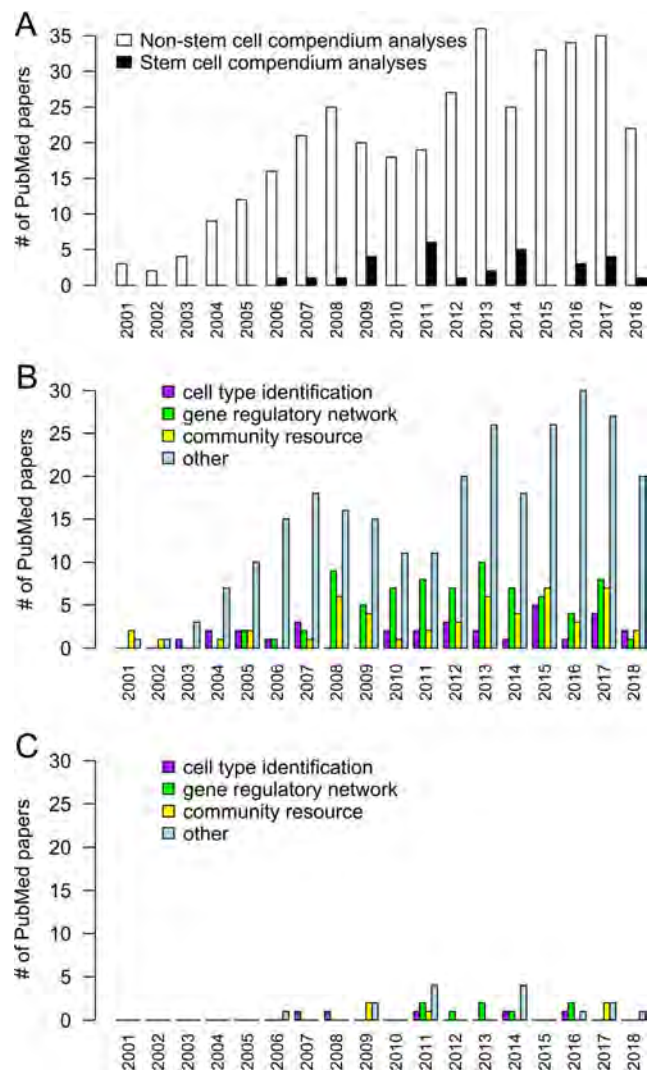 A
# of PubMed papers
35
30
25
20
15
10
5
0
Non-stem cell compendium analyses
Stem cell compendium analyses
2001 2002 2003 2004 2005 2006 2007 2008 2009 2010 2011 2012 2013 2014 2015 2016 2017 2018
B
# of PubMed papers
30
25
20
15
10
5
0
cell type identification
gene regulatory network
community resource
other
2001 2002 2003 2004 2005 2006 2007 2008 2009 2010 2011 2012 2013 2014 2015 2016 2017 2018
C
# of PubMed papers
30
25
20
15
10
5
0
cell type identification
gene regulatory network
community resource
other
2001 2002 2003 2004 2005 2006 2007 2008 2009 2010 2011 2012 2013 2014 2015 2016 2017 2018